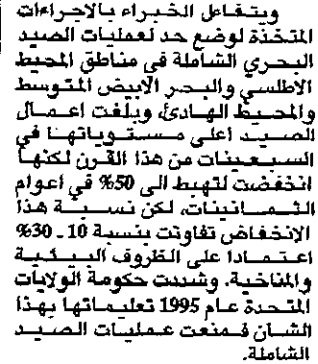 ويتفاعل الخبراء بالاجراءات
المتخذة لوضع حد لعمليات الصيد
البحري الشاملة في مناطق المحيط
الاطلسي والبحر الابيض المتوسط
والمحيط الهادئ، وبلغت اعمال
الصيد أعلى مستوياتها في
السبعينات من هذا القرن لكنها
انخفضت لتهبط الى 50% في اعوام
الثمانينات، لكن نسبة هذا
الانخفاض تفاوتت بنسبة 10 ـ 30%
اعتمادا على الظروف البيئية
والمناخية. وشددت حكومة الولايات
المتحدة عام 1995 تعليماتها بهذا
الشأن فمنعت عمليات الصيد
الشاملة.